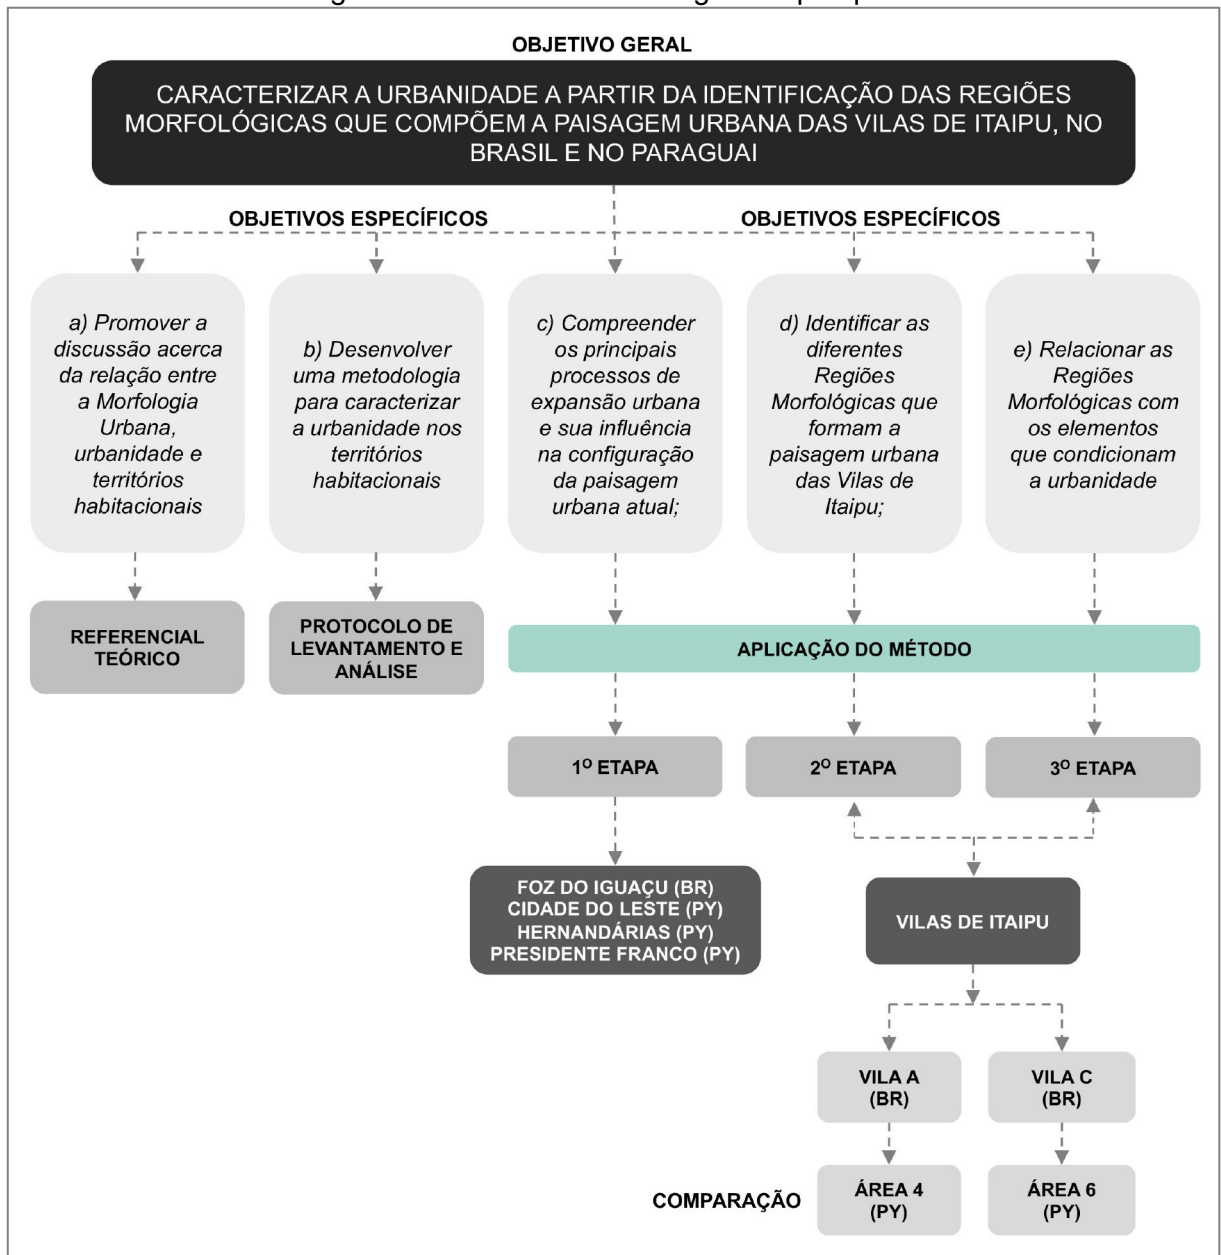 OBJETIVO GERAL
CARACTERIZAR A URBANIDADE A PARTIR DA IDENTIFICAÇÃO DAS REGIÕES
MORFOLÓGICAS QUE COMPÕEM A PAISAGEM URBANA DAS VILAS DE ITAIPU, NO
BRASIL E NO PARAGUAI
OBJETIVOS ESPECÍFICOS
OBJETIVOS ESPECÍFICOS
a) Promover a
discussão acerca
da relação entre
a Morfologia
Urbana,
urbanidade e
territórios
habitacionais
b) Desenvolver
uma metodologia
para caracterizar
a urbanidade nos
territórios
habitacionais
c) Compreender
os principais
processos de
expansão urbana
e sua influência
na configuração
da paisagem
urbana atual;
d) Identificar as
diferentes
Regiões
Morfológicas que
formam a
paisagem urbana
das Vilas de
Itaipu;
e) Relacionar as
Regiões
Morfológicas com
os elementos
que condicionam
a urbanidade
REFERENCIAL
TEÓRICO
PROTOCOLO DE
LEVANTAMENTO E
ANÁLISE
APLICAÇÃO DO MÉTODO
1º ETAPA
2º ETAPA
3º ETAPA
FOZ DO IGUAÇU (BR)
CIDADE DO LESTE (PY)
HERNANDÁRIAS (PY)
PRESIDENTE FRANCO (PY)
VILAS DE ITAIPU
VILA A
(BR)
VILA C
(BR)
COMPARAÇÃO
ÁREA 4
(PY)
ÁREA 6
(PY)